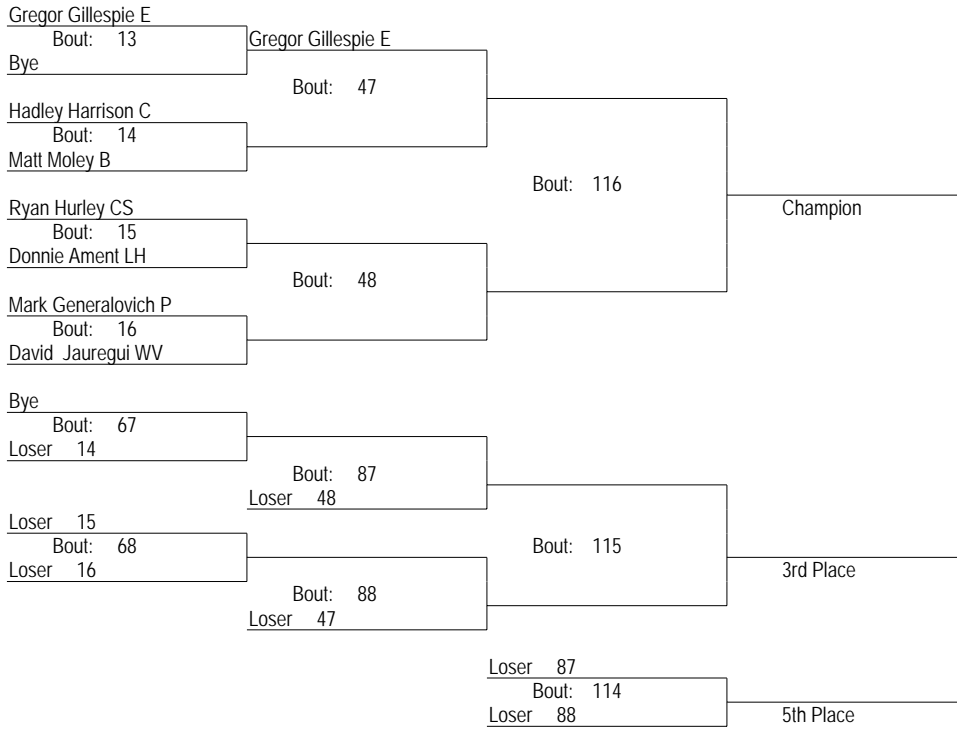 Gregor Gillespie E
Bout: 13
Bye
Gregor Gillespie E
Bout: 47
Hadley Harrison C
Bout: 14
Matt Moley B
Bout: 116
Champion
Ryan Hurley CS
Bout: 15
Donnie Ament LH
Bout: 48
Mark Generalovich P
Bout: 16
David Jauregui WV
Bye
Bout: 67
Loser 14
Bout: 87
Loser 48
Loser 15
Bout: 68
Loser 16
Bout: 115
3rd Place
Bout: 88
Loser 47
Loser 87
Bout: 114
Loser 88
5th Place